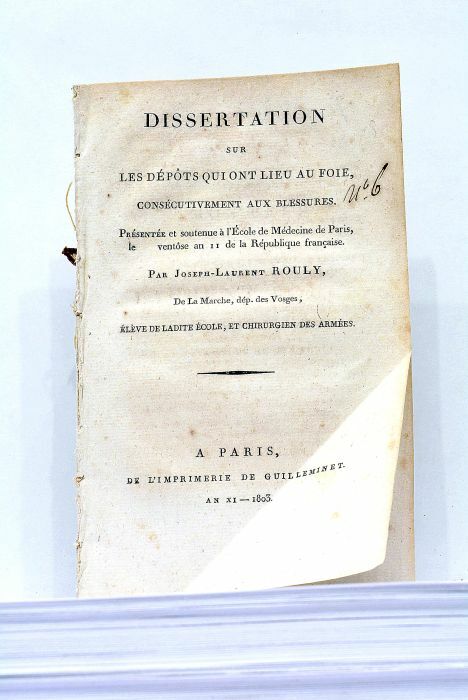 DISSERTATION
SUR
LES DÉPÔTS QUI ONT LIEU AU FOIE,
CONSÉCUTIVEMENT AUX BLESSURES.
n.º 6
PRÉSENTÉE et soutenue à l'École de Médecine de Paris,
le ventôse an 11 de la République française.
PAR JOSEPH-LAURENT ROULY,
De La Marche, dép. des Vosges,
ÉLÈVE DE LADITE ÉCOLE, ET CHIRURGIEN DES ARMÉES.
A PARIS,
DE L'IMPRIMERIE DE GUILLEMINET.
AN XI — 1803.